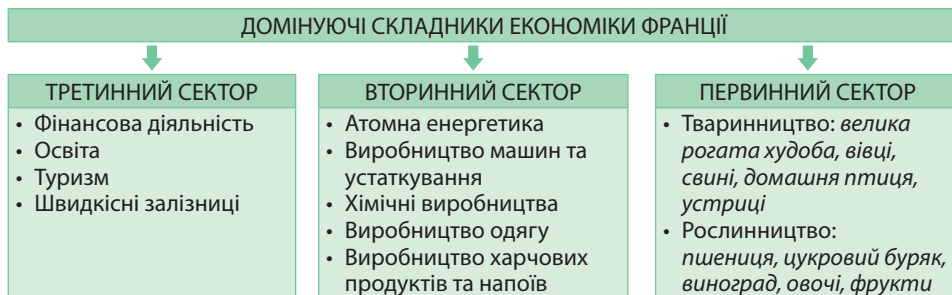 ДОМІНУЮЧІ СКЛАДНИКИ ЕКОНОМІКИ ФРАНЦІЇ
ТРЕТИННИЙ СЕКТОР
• Фінансова діяльність
• Освіта
• Туризм
• Швидкісні залізниці
ВТОРИННИЙ СЕКТОР
• Атомна енергетика
• Виробництво машин та
устаткування
• Хімічні виробництва
• Виробництво одягу
• Виробництво харчових
продуктів та напоїв
ПЕРВИННИЙ СЕКТОР
• Тваринництво: велика
рогата худоба, вівці,
свині, домашня птиця,
устриці
• Рослинництво:
пшениця, цукровий буряк,
виноград, овочі, фрукти